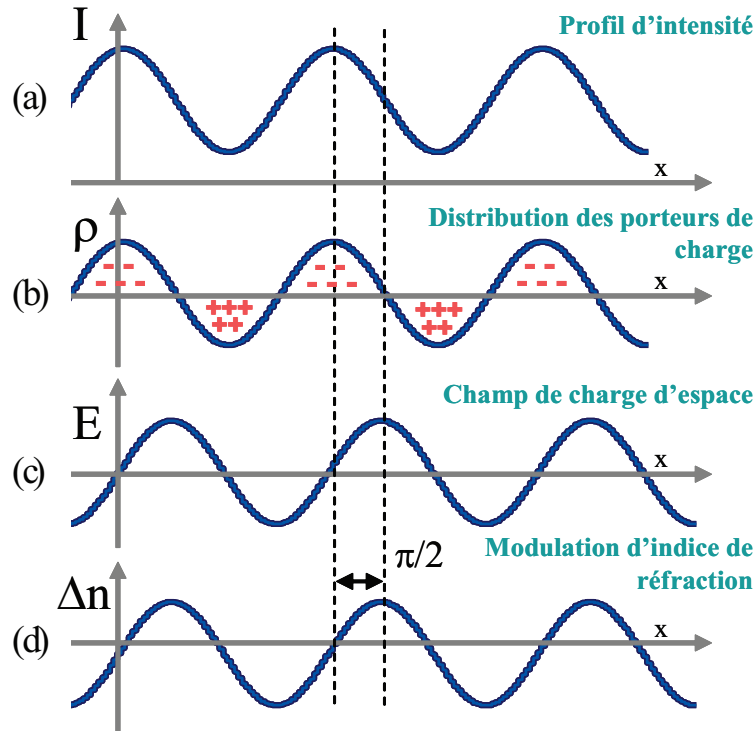 I
Profil d'intensité
(a)
x
ρ
Distribution des porteurs de
charge
- -
- - -
- -
- - -
- -
- - -
x
(b)
+++
++
+++
++
E
Champ de charge d'espace
x
(c)
Modulation d'indice de
réfraction
π/2
Δn
x
(d)